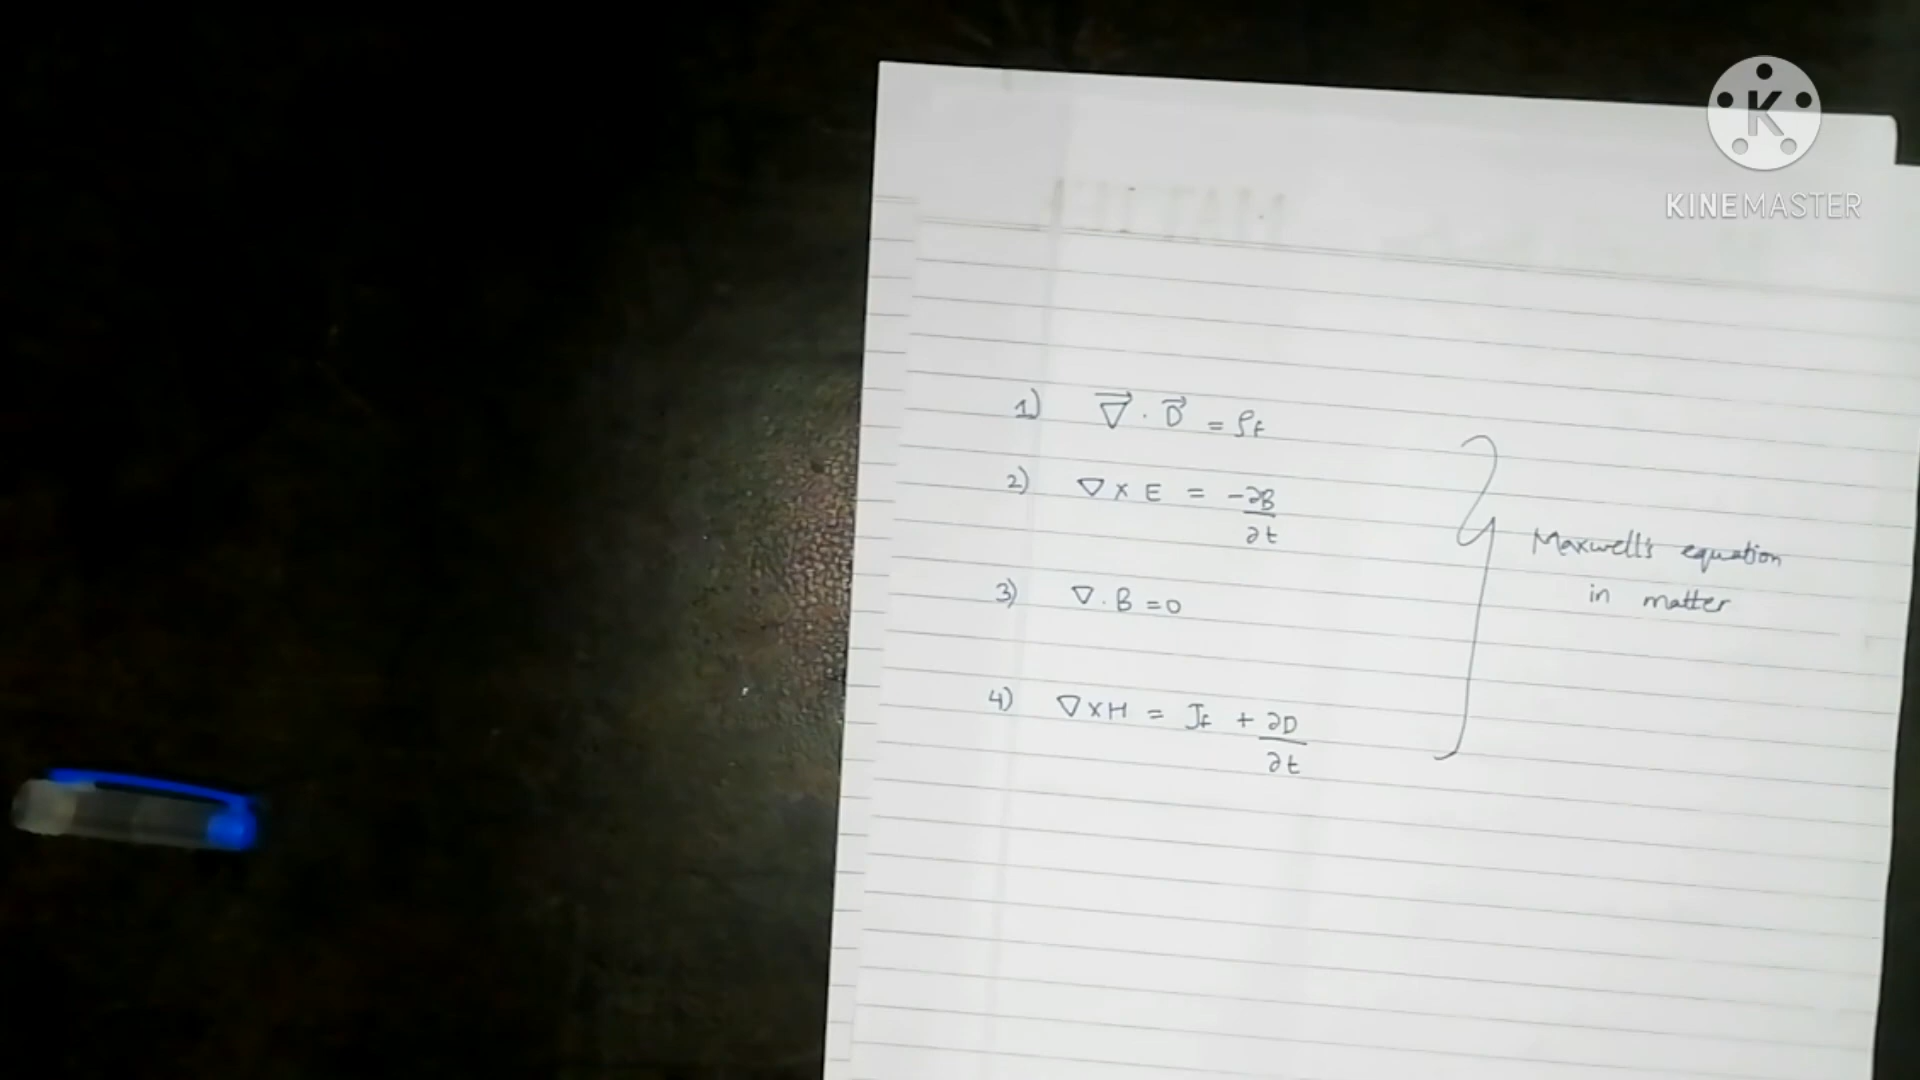 K
KINEMASTER
1) ∇⃗ . D⃗ = ρf
2) ∇ x E = -∂B/∂t
3) ∇ . B = 0
4) ∇ x H = Jf + ∂D/∂t
Maxwell's equation
in matter